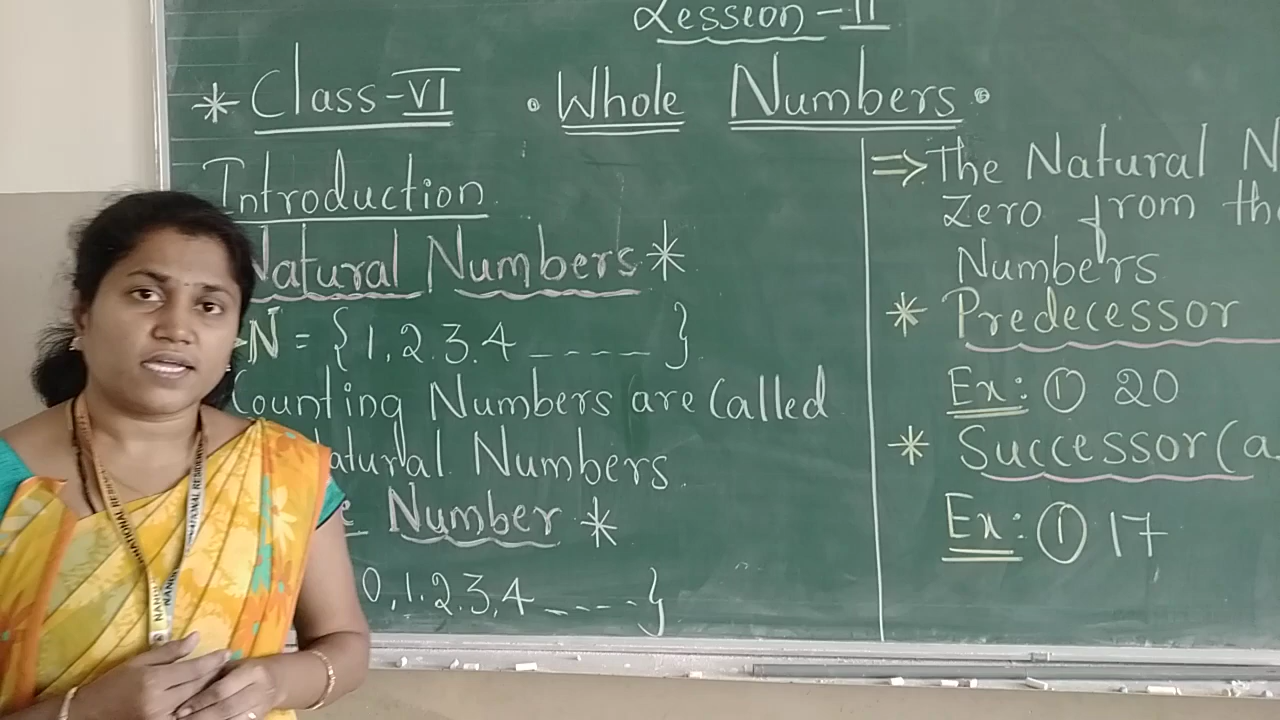 Lession-II
* Class-VI • Whole Numbers •
Introduction
Natural Numbers *
N = {1,2.3.4 ----- }
Counting Numbers are Called
Natural Numbers
Number *
0,1.2.3,4 -----}
⇒ The Natural N
Zero from the
Numbers
* Predecessor
Ex: ① 20
* Successor (a
Ex: ① 17